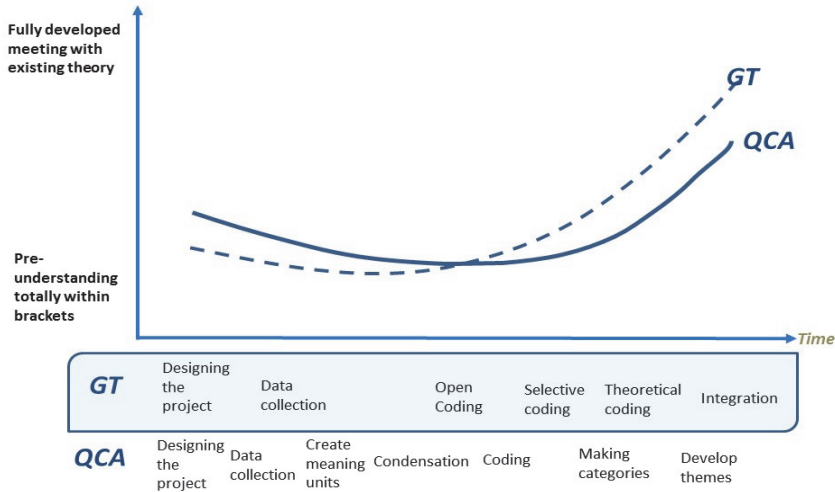 Fully developed
meeting with
existing theory
GT
QCA
Pre-
understanding
totally within
brackets
Time
GT
Designing
the
project
Data
collection
Open
Coding
Selective
coding
Theoretical
coding
Integration
QCA
Designing
the
project
Data
collection
Create
meaning
units
Condensation
Coding
Making
categories
Develop
themes